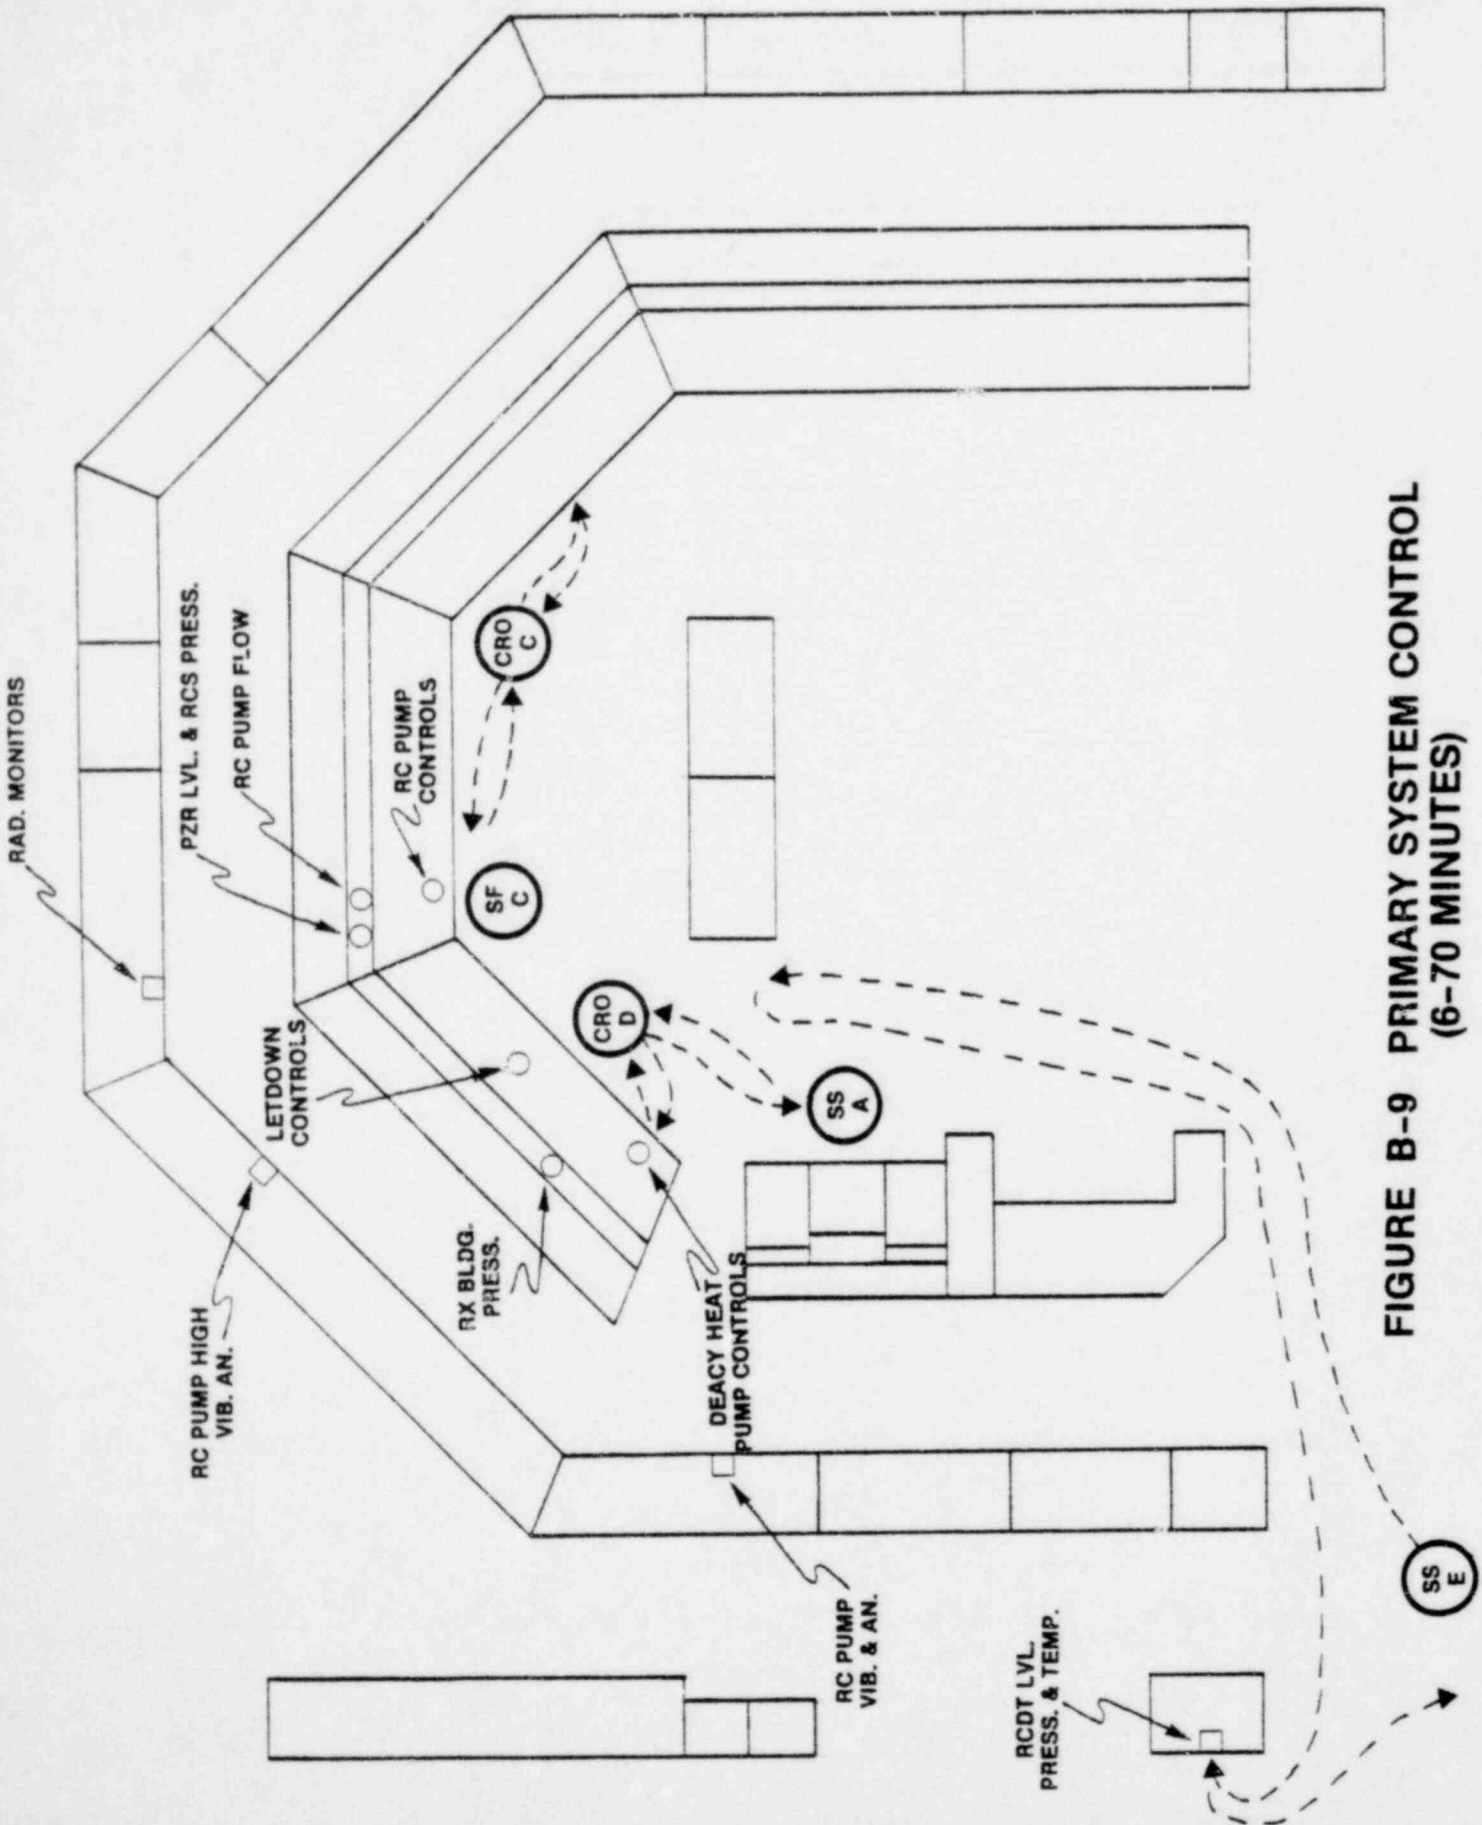 RAD. MONITORS
PZR LVL. & RCS PRESS.
RC PUMP FLOW
RC PUMP
CONTROLS
LETDOWN
CONTROLS
RC PUMP HIGH
VIB. AN.
RX BLDG.
PRESS.
DEACY HEAT
PUMP CONTROLS
CRO
C
SF
C
CRO
D
SS
A
RC PUMP
VIB. & AN.
RCDT LVL.
PRESS. & TEMP.
SS
E
FIGURE B-9 PRIMARY SYSTEM CONTROL
(6-70 MINUTES)